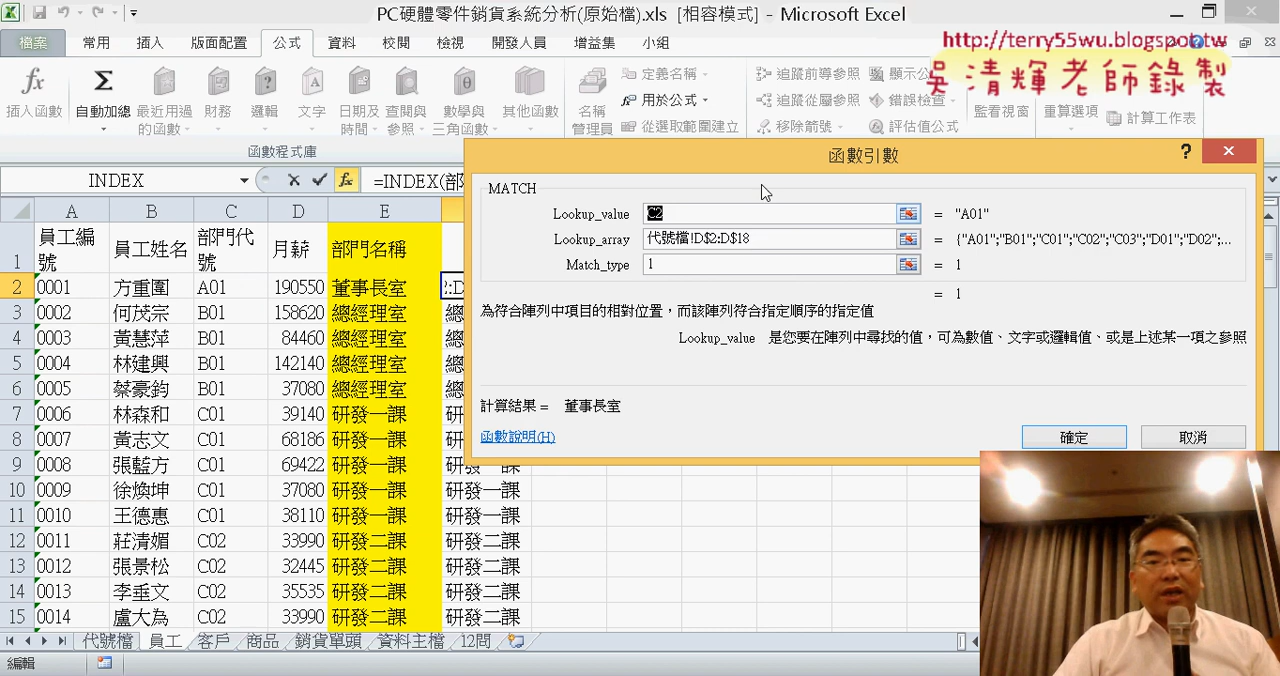 PC硬體零件銷貨系統分析(原始檔).xls [相容模式] - Microsoft Excel
檔案 常用 插入 版面配置 公式 資料 校閱 檢視 開發人員 增益集 小組
http://terry55wu.blogspot.tw
吳清輝老師錄製
插入函數 自動加總 最近用過的函數 財務 邏輯 文字 日期及時間 查閱與參照 數學與三角函數 其他函數 名稱管理員
定義名稱 用於公式 從選取範圍建立
追蹤前導參照 追蹤從屬參照 移除箭號
錯誤檢查 評估值公式 監看視窗 重算選項 計算工作表
函數程式庫
INDEX =INDEX(部
函數引數
MATCH
Lookup_value C2 = "A01"
Lookup_array 代號檔!D$2:D$18 = {"A01";"B01";"C01";"C02";"C03";"D01";"D02";...
Match_type 1 = 1
= 1
為符合陣列中項目的相對位置，而該陣列符合指定順序的指定值
Lookup_value 是您要在陣列中尋找的值，可為數值、文字或邏輯值、或是上述某一項之參照
計算結果 = 董事長室
函數說明(H)
確定 取消
A B C D E
1 員工編號 員工姓名 部門代號 月薪 部門名稱
2 0001 方重圍 A01 190550 董事長室
3 0002 何茂宗 B01 158620 總經理室
4 0003 黃慧萍 B01 84460 總經理室
5 0004 林建興 B01 142140 總經理室
6 0005 蔡豪鈞 B01 37080 總經理室
7 0006 林森和 C01 39140 研發一課
8 0007 黃志文 C01 68186 研發一課
9 0008 張藍方 C01 69422 研發一課 研發一課
10 0009 徐煥坤 C01 37080 研發一課 研發一課
11 0010 王德惠 C01 38110 研發一課 研發一課
12 0011 莊清媚 C02 33990 研發二課 研發二課
13 0012 張景松 C02 32445 研發二課 研發二課
14 0013 李垂文 C02 35535 研發二課 研發二課
15 0014 盧大為 C02 33990 研發二課 研發二課
代號檔 員工 客戶 商品 銷貨單頭 資料主檔 12問
編輯